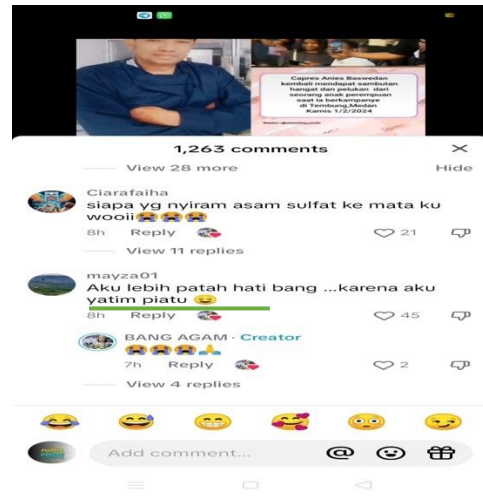 Capres Anies Baswedan
kembali mendapat sambutan
hangat dan pelukan dari
seorang anak perempuan
saat ia berkampanye
di Tembung,Medan
Kamis 1/2/2024
1,263 comments
View 28 more
Hide
Ciarafaiha
siapa yg nyiram asam sulfat ke mata ku
wooii😭😭😭
8h Reply 21
View 11 replies
mayza01
Aku lebih patah hati bang ...karena aku
yatim piatu 😅
8h Reply 45
BANG AGAM · Creator
😭😭😭🙏
7h Reply 2
View 4 replies
Add comment...